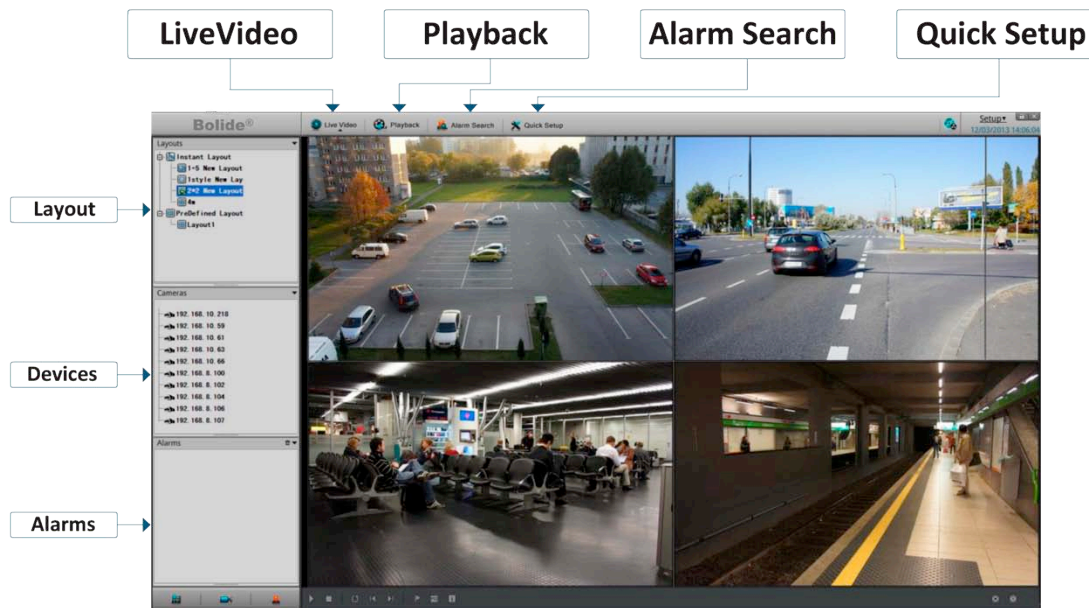 LiveVideo
Playback
Alarm Search
Quick Setup
Bolide®
Live Video
Playback
Alarm Search
Quick Setup
Setup
12/03/2013 14:06:04
Layout
Layouts
Instant Layout
1+5 New Layout
1style New Lay
2*2 New Layout
PreDefined Layout
Layout1
Devices
Cameras
192.168.10.210
192.168.10.59
192.168.10.61
192.168.10.63
192.168.10.66
192.168.8.100
192.168.8.102
192.168.8.104
192.168.8.106
192.168.8.107
Alarms
Alarms